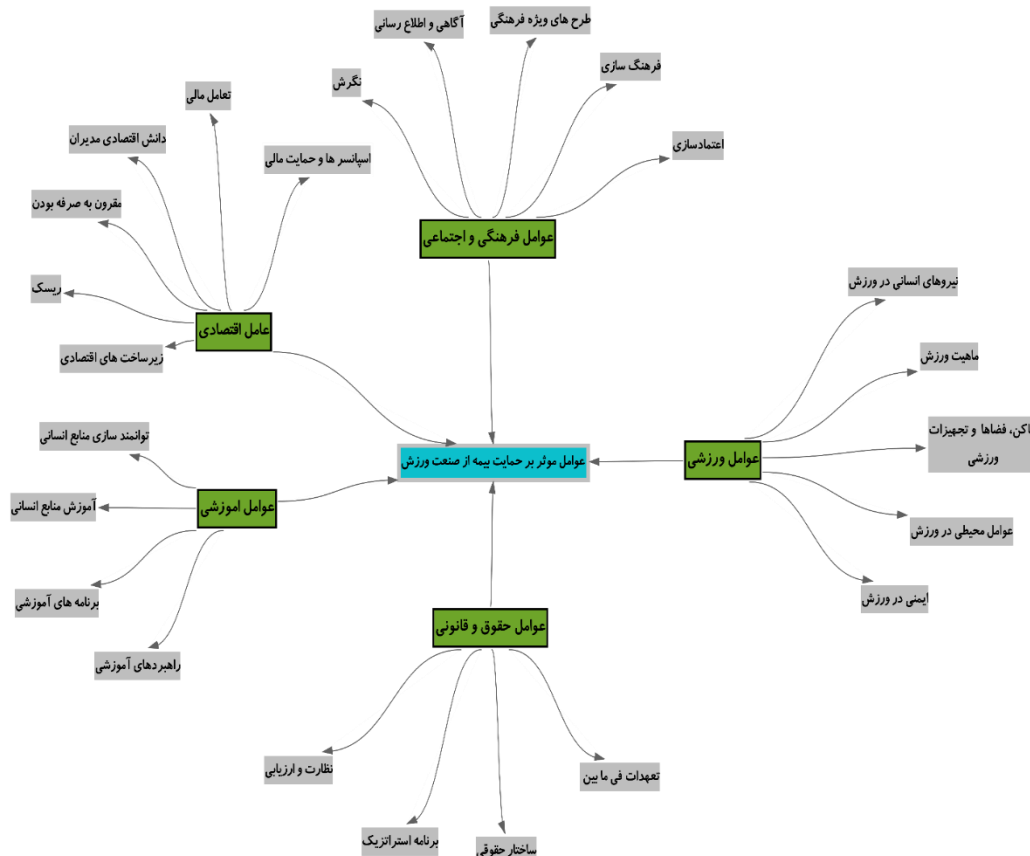 طرح های ویژه فرهنگی
آگاهی و اطلاع رسانی
فرهنگ سازی
نگرش
اعتمادسازی
عوامل فرهنگی و اجتماعی
تعامل مالی
دانش اقتصادی مدیران
اسپانسر ها و حمایت مالی
مقرون به صرفه بودن
ریسک
زیرساخت های اقتصادی
عامل اقتصادی
نیروهای انسانی در ورزش
ماهیت ورزش
اکن، فضاها و تجهیزات
ورزشی
عوامل محیطی در ورزش
ایمنی در ورزش
عوامل ورزشی
عوامل موثر بر حمایت بیمه از صنعت ورزش
توانمند سازی منابع انسانی
آموزش منابع انسانی
برنامه های آموزشی
راهبردهای آموزشی
عوامل اموزشی
عوامل حقوق و قانونی
تعهدات فی ما بین
نظارت و ارزیابی
برنامه استراتژیک
ساختار حقوقی